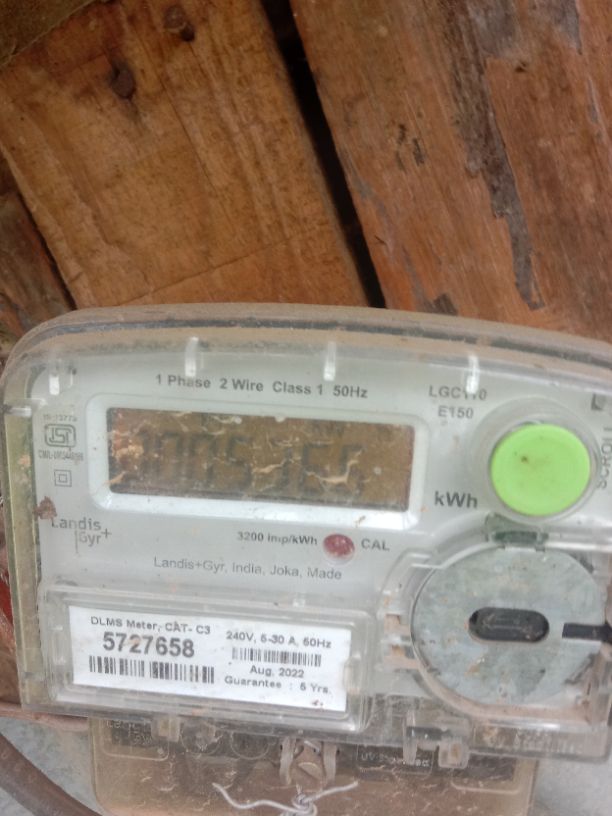 1 Phase 2 Wire Class 1 50Hz
LGC110
E150
SCROLL
kWh
3200 imp/kWh
CAL
Landis
Gyr+
Landis+Gyr, India, Joka, Made
DLMS Meter, CAT- C3
5727658
240V, 5-30 A, 50Hz
Aug, 2022
Guarantee : 5 Yrs.